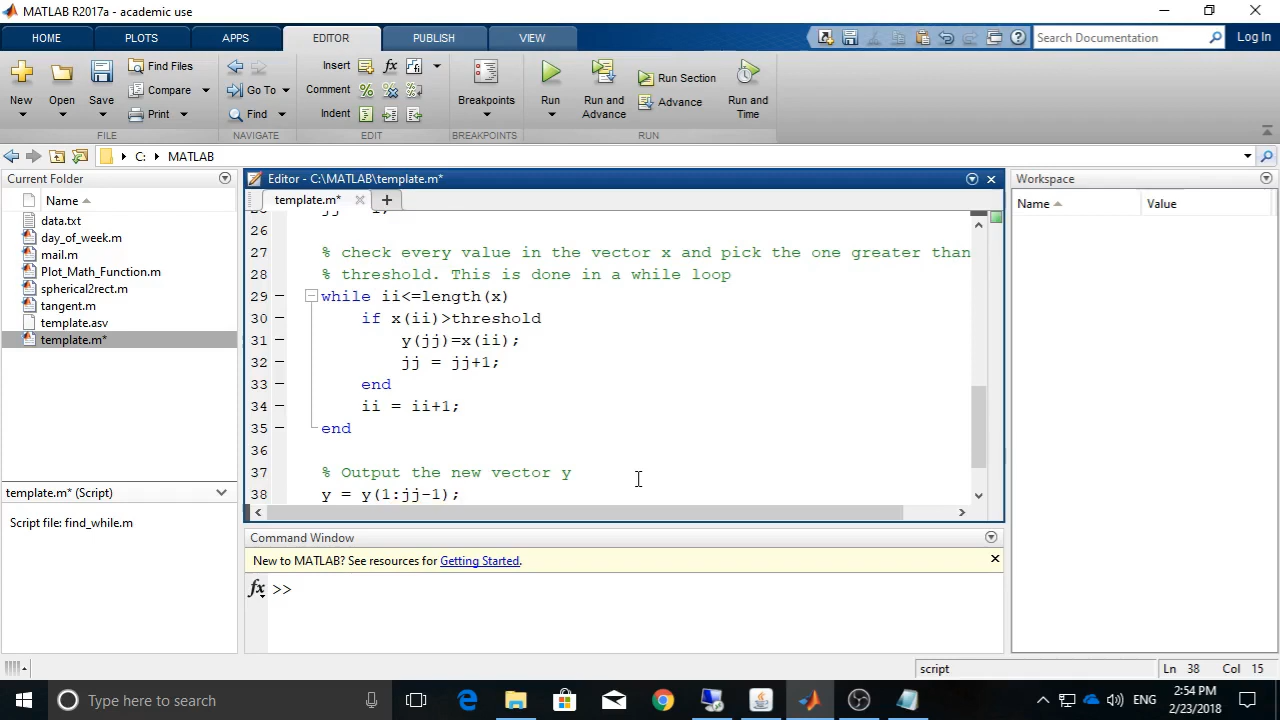 MATLAB R2017a - academic use
HOME PLOTS APPS EDITOR PUBLISH VIEW Search Documentation Log In
New Open Save Find Files Compare Print
FILE
Go To Find
NAVIGATE
Insert fx
Comment % % %
Indent
EDIT
Breakpoints
BREAKPOINTS
Run Run and Advance Run Section Advance Run and Time
RUN
C: MATLAB
Current Folder
Name
data.txt
day_of_week.m
mail.m
Plot_Math_Function.m
spherical2rect.m
tangent.m
template.asv
template.m*
template.m* (Script)
Script file: find_while.m
Editor - C:\MATLAB\template.m*
template.m* +
26
27 % check every value in the vector x and pick the one greater than
28 % threshold. This is done in a while loop
29 while ii<=length(x)
30 if x(ii)>threshold
31 y(jj)=x(ii);
32 jj = jj+1;
33 end
34 ii = ii+1;
35 end
36
37 % Output the new vector y
38 y = y(1:jj-1);
Command Window
New to MATLAB? See resources for Getting Started.
fx >>
Workspace
Name Value
script Ln 38 Col 15
Type here to search
ENG
2:54 PM
2/23/2018